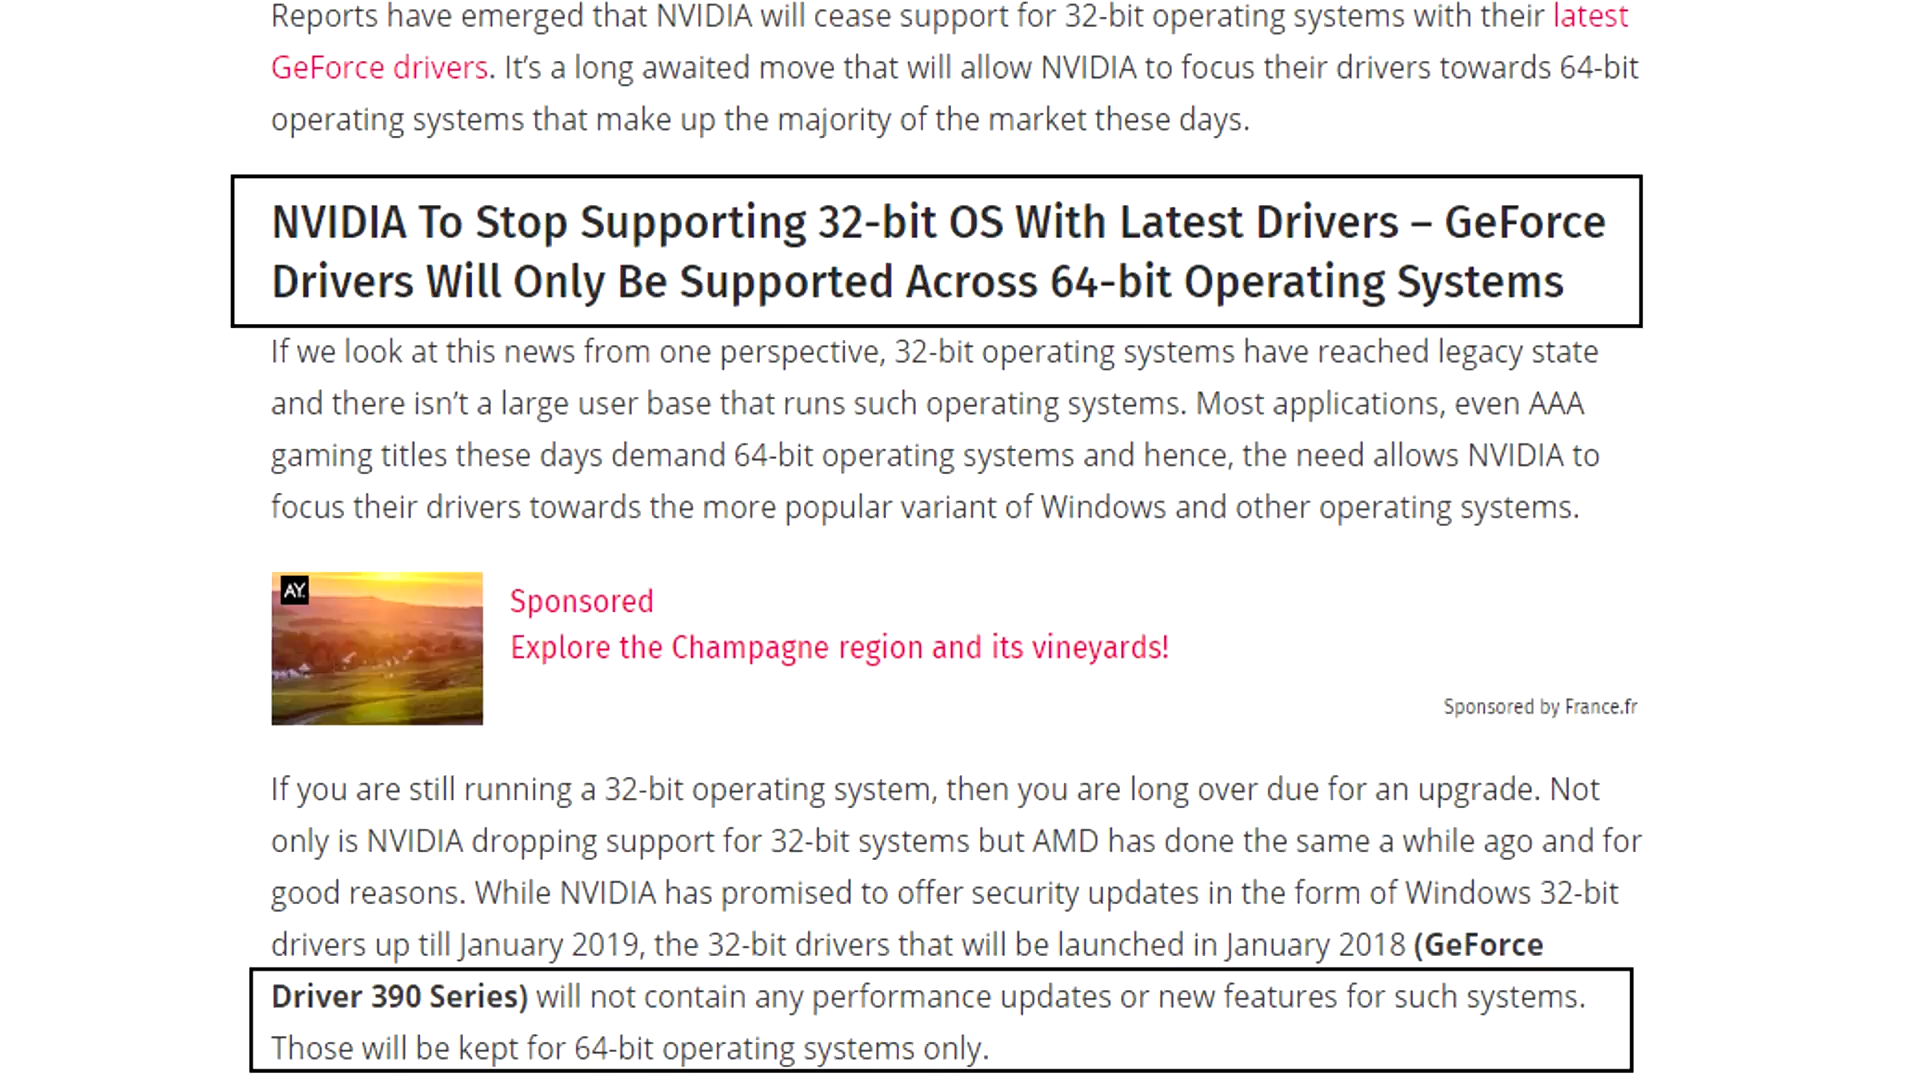 Reports have emerged that NVIDIA will cease support for 32-bit operating systems with their latest
GeForce drivers. It’s a long awaited move that will allow NVIDIA to focus their drivers towards 64-bit
operating systems that make up the majority of the market these days.
NVIDIA To Stop Supporting 32-bit OS With Latest Drivers – GeForce
Drivers Will Only Be Supported Across 64-bit Operating Systems
If we look at this news from one perspective, 32-bit operating systems have reached legacy state
and there isn’t a large user base that runs such operating systems. Most applications, even AAA
gaming titles these days demand 64-bit operating systems and hence, the need allows NVIDIA to
focus their drivers towards the more popular variant of Windows and other operating systems.
AY.
Sponsored
Explore the Champagne region and its vineyards!
Sponsored by France.fr
If you are still running a 32-bit operating system, then you are long over due for an upgrade. Not
only is NVIDIA dropping support for 32-bit systems but AMD has done the same a while ago and for
good reasons. While NVIDIA has promised to offer security updates in the form of Windows 32-bit
drivers up till January 2019, the 32-bit drivers that will be launched in January 2018 (GeForce
Driver 390 Series) will not contain any performance updates or new features for such systems.
Those will be kept for 64-bit operating systems only.